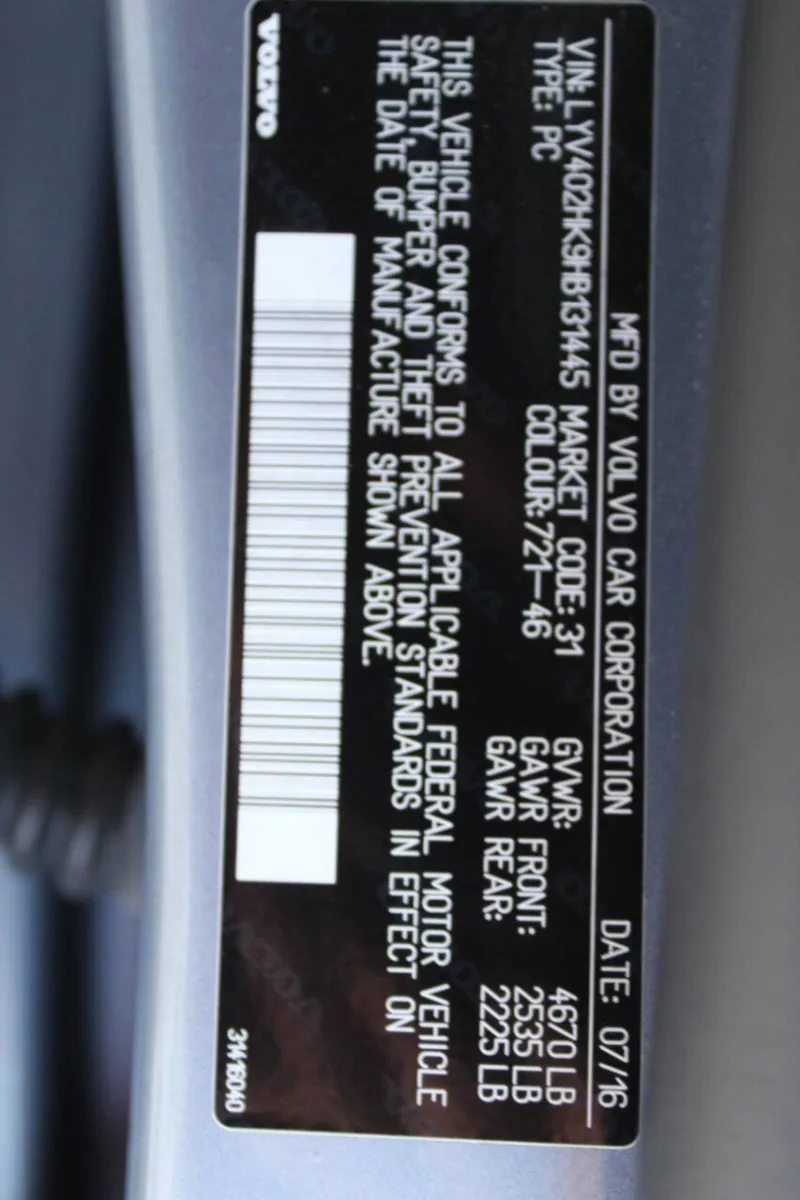 MFD BY VOLVO CAR CORPORATION DATE: 07/16
VIN: LYV402HK9HB131445 MARKET CODE: 31 GVWR: 4670 LB
TYPE: PC COLOUR: 721-46 GAWR FRONT: 2535 LB
GAWR REAR: 2225 LB
THIS VEHICLE CONFORMS TO ALL APPLICABLE FEDERAL MOTOR VEHICLE
SAFETY, BUMPER AND THEFT PREVENTION STANDARDS IN EFFECT ON
THE DATE OF MANUFACTURE SHOWN ABOVE.
VOLVO 31416040